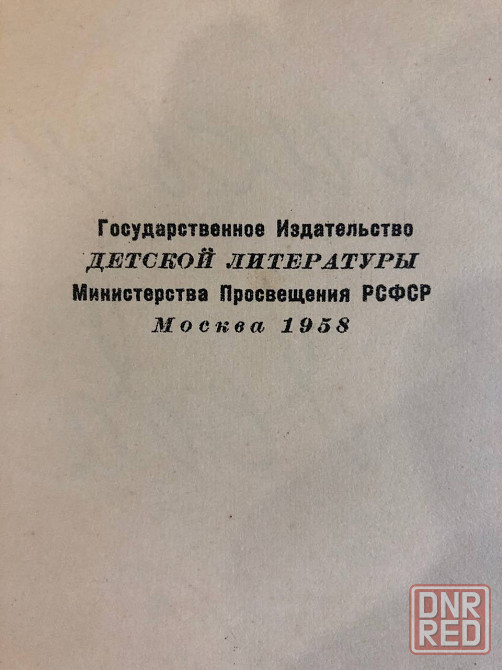 Государственное Издательство
ДЕТСКОЙ ЛИТЕРАТУРЫ
Министерства Просвещения РСФСР
Москва 1958
DNR
RED